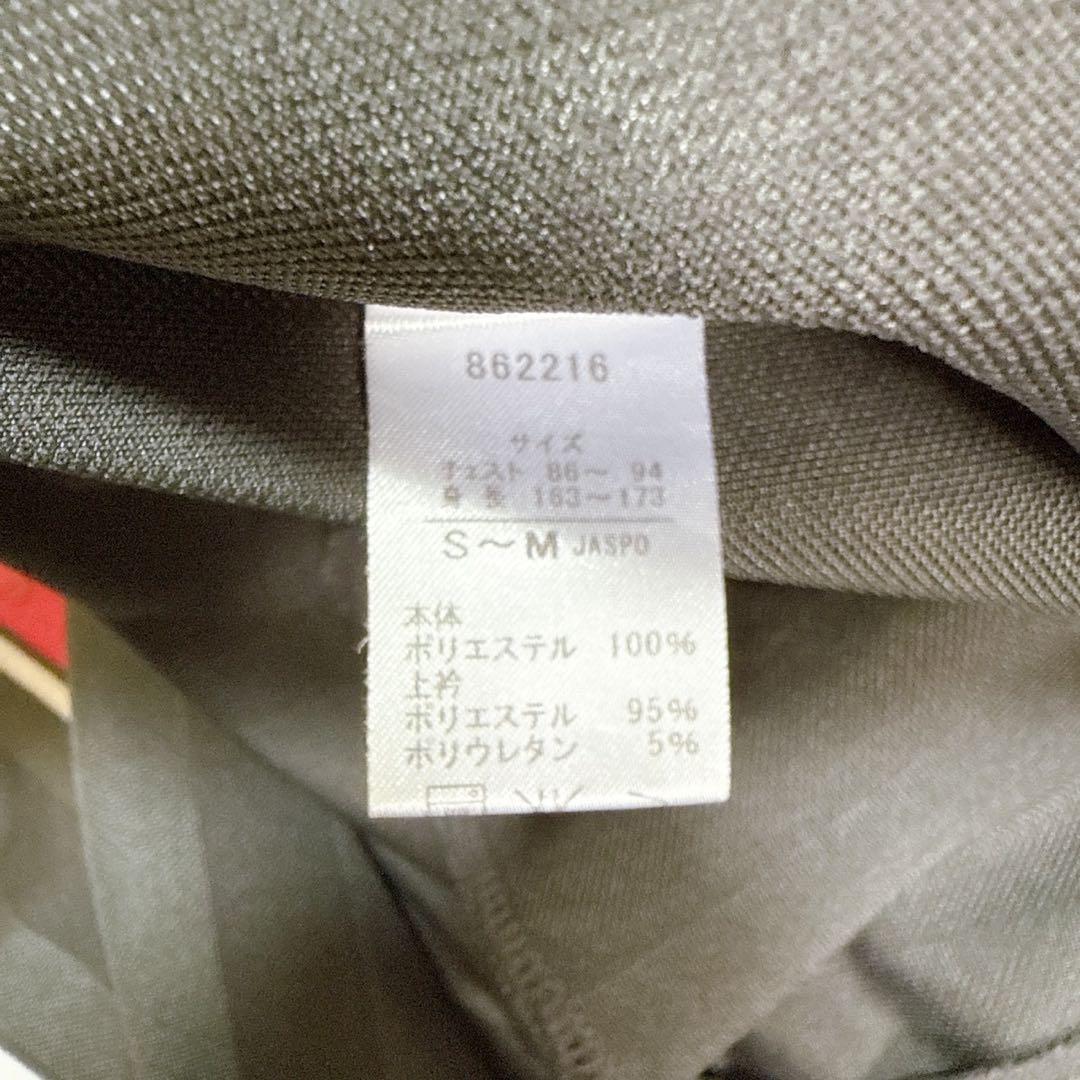 862216
サイズ
チェスト 86～ 94
身長 163～173
S～M JASPO
本体
ポリエステル 100%
上衿
ポリエステル 95%
ポリウレタン 5%